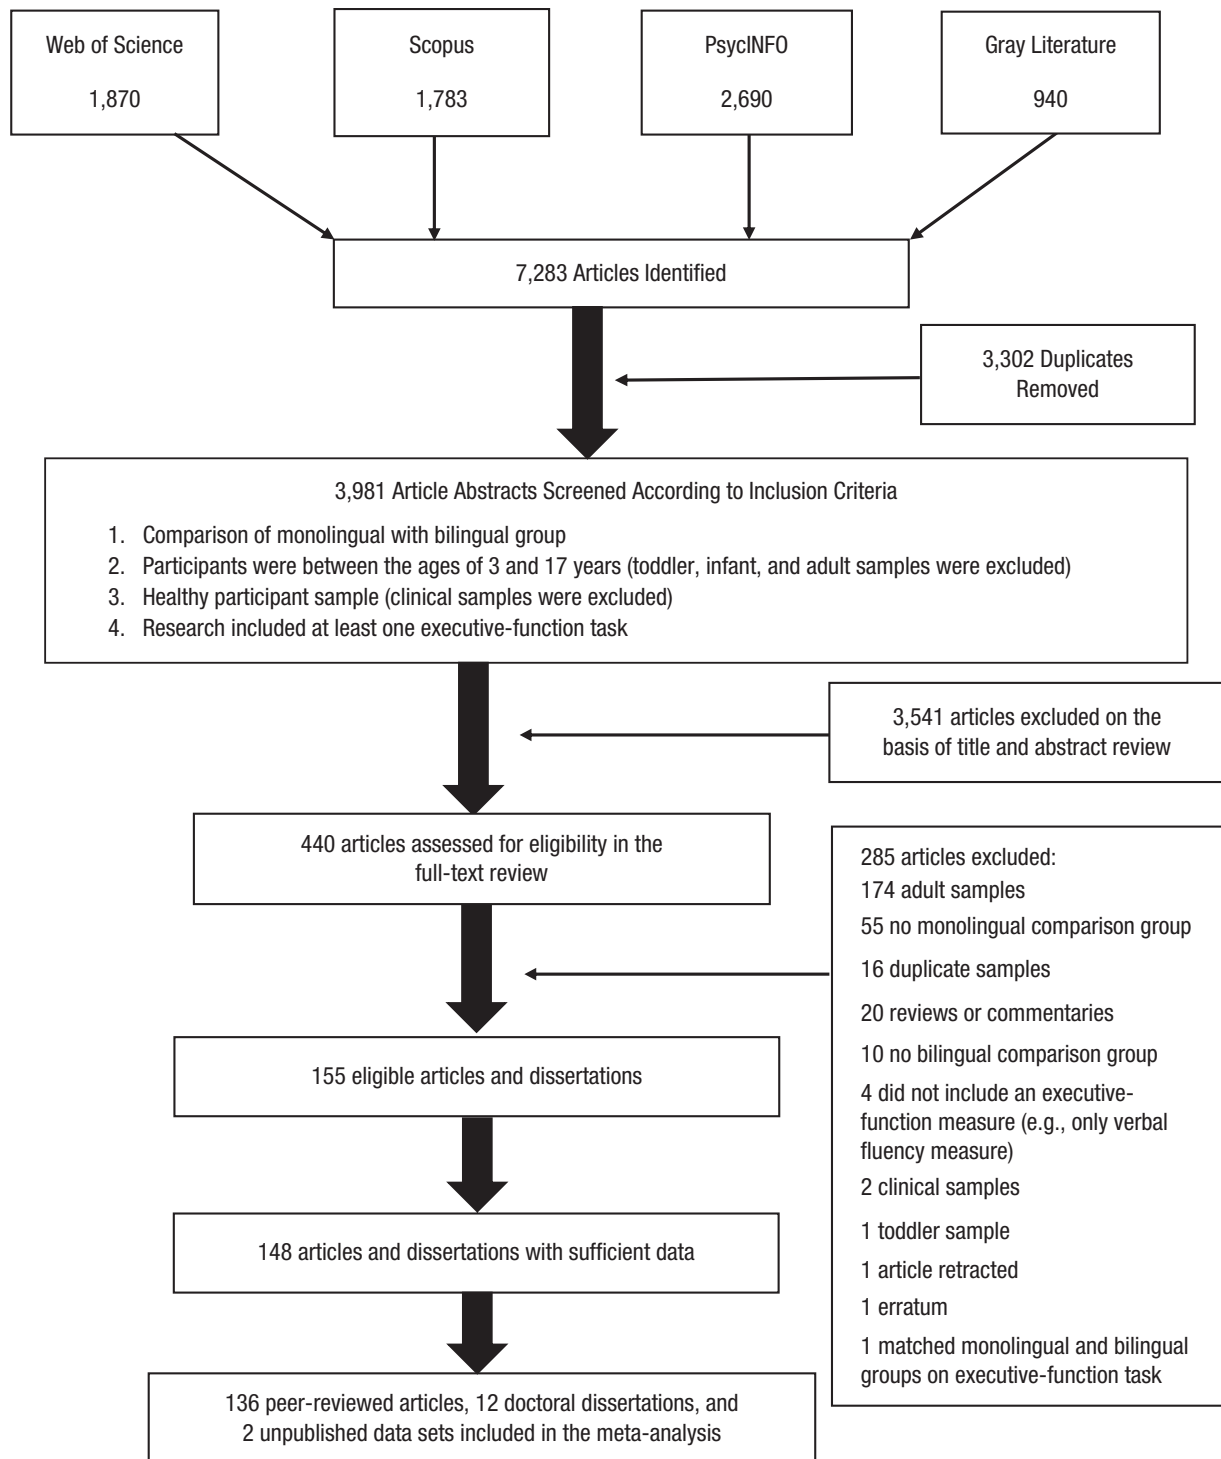 Web of Science
1,870
Scopus
1,783
PsycINFO
2,690
Gray Literature
940
7,283 Articles Identified
3,302 Duplicates
Removed
3,981 Article Abstracts Screened According to Inclusion Criteria
1. Comparison of monolingual with bilingual group
2. Participants were between the ages of 3 and 17 years (toddler, infant, and adult samples were excluded)
3. Healthy participant sample (clinical samples were excluded)
4. Research included at least one executive-function task
3,541 articles excluded on the
basis of title and abstract review
440 articles assessed for eligibility in the
full-text review
285 articles excluded:
174 adult samples
55 no monolingual comparison group
16 duplicate samples
20 reviews or commentaries
10 no bilingual comparison group
4 did not include an executive-
function measure (e.g., only verbal
fluency measure)
2 clinical samples
1 toddler sample
1 article retracted
1 erratum
1 matched monolingual and bilingual
groups on executive-function task
155 eligible articles and dissertations
148 articles and dissertations with sufficient data
136 peer-reviewed articles, 12 doctoral dissertations, and
2 unpublished data sets included in the meta-analysis